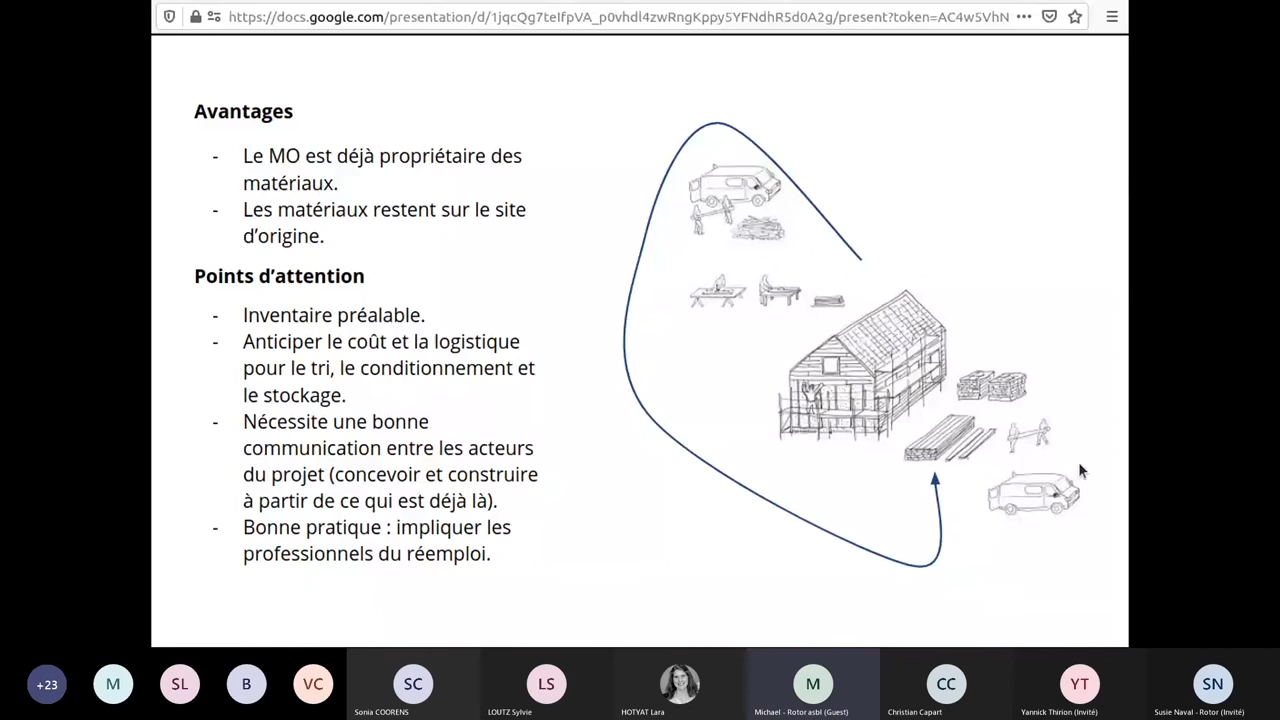 https://docs.google.com/presentation/d/1jqcQg7teIfpVA_p0vhdl4zwRngKppy5YFNdhR5d0A2g/present?token=AC4w5VhN
Avantages
- Le MO est déjà propriétaire des
matériaux.
- Les matériaux restent sur le site
d’origine.
Points d’attention
- Inventaire préalable.
- Anticiper le coût et la logistique
pour le tri, le conditionnement et
le stockage.
- Nécessite une bonne
communication entre les acteurs
du projet (concevoir et construire
à partir de ce qui est déjà là).
- Bonne pratique : impliquer les
professionnels du réemploi.
+23
M
SL
B
VC
SC
LS
M
CC
YT
SN
Sonia COORENS
LOUTZ Sylvie
HOTYAT Lara
Michael - Rotor asbl (Guest)
Christian Capart
Yannick Thirion (Invité)
Susie Naval - Rotor (Invité)